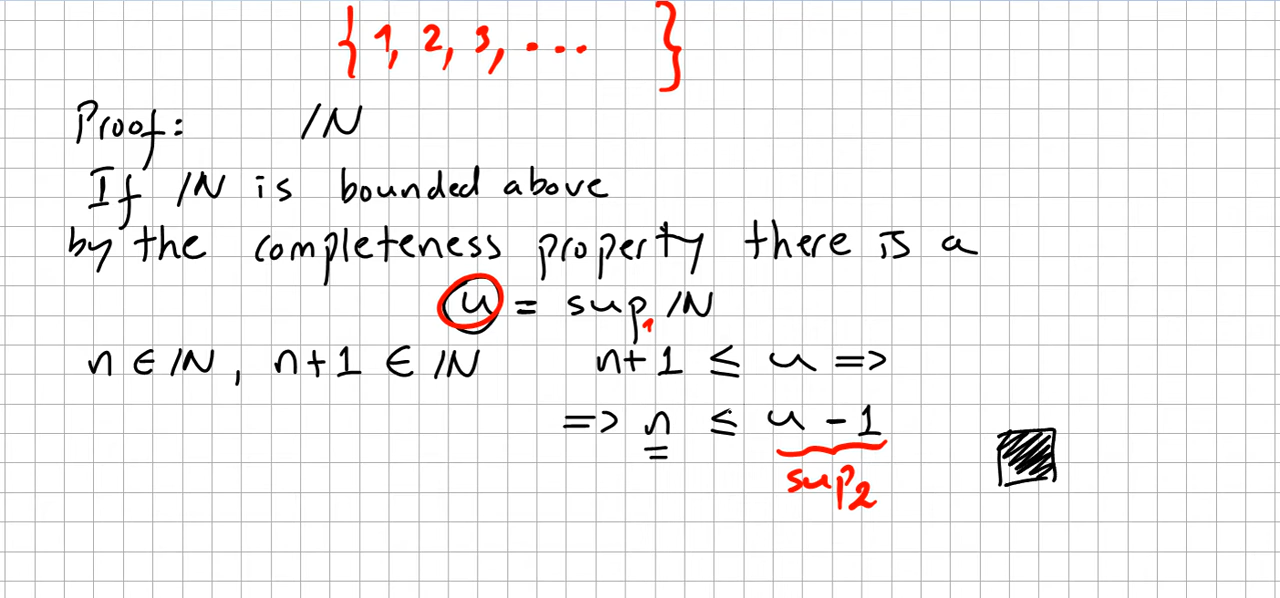 { 1, 2, 3, ... }
Proof: /N
If /N is bounded above
by the completeness property there is a
u = sup1 /N
n ∈ /N, n+1 ∈ /N n+1 ≤ u =>
=> n ≤ u - 1
sup2